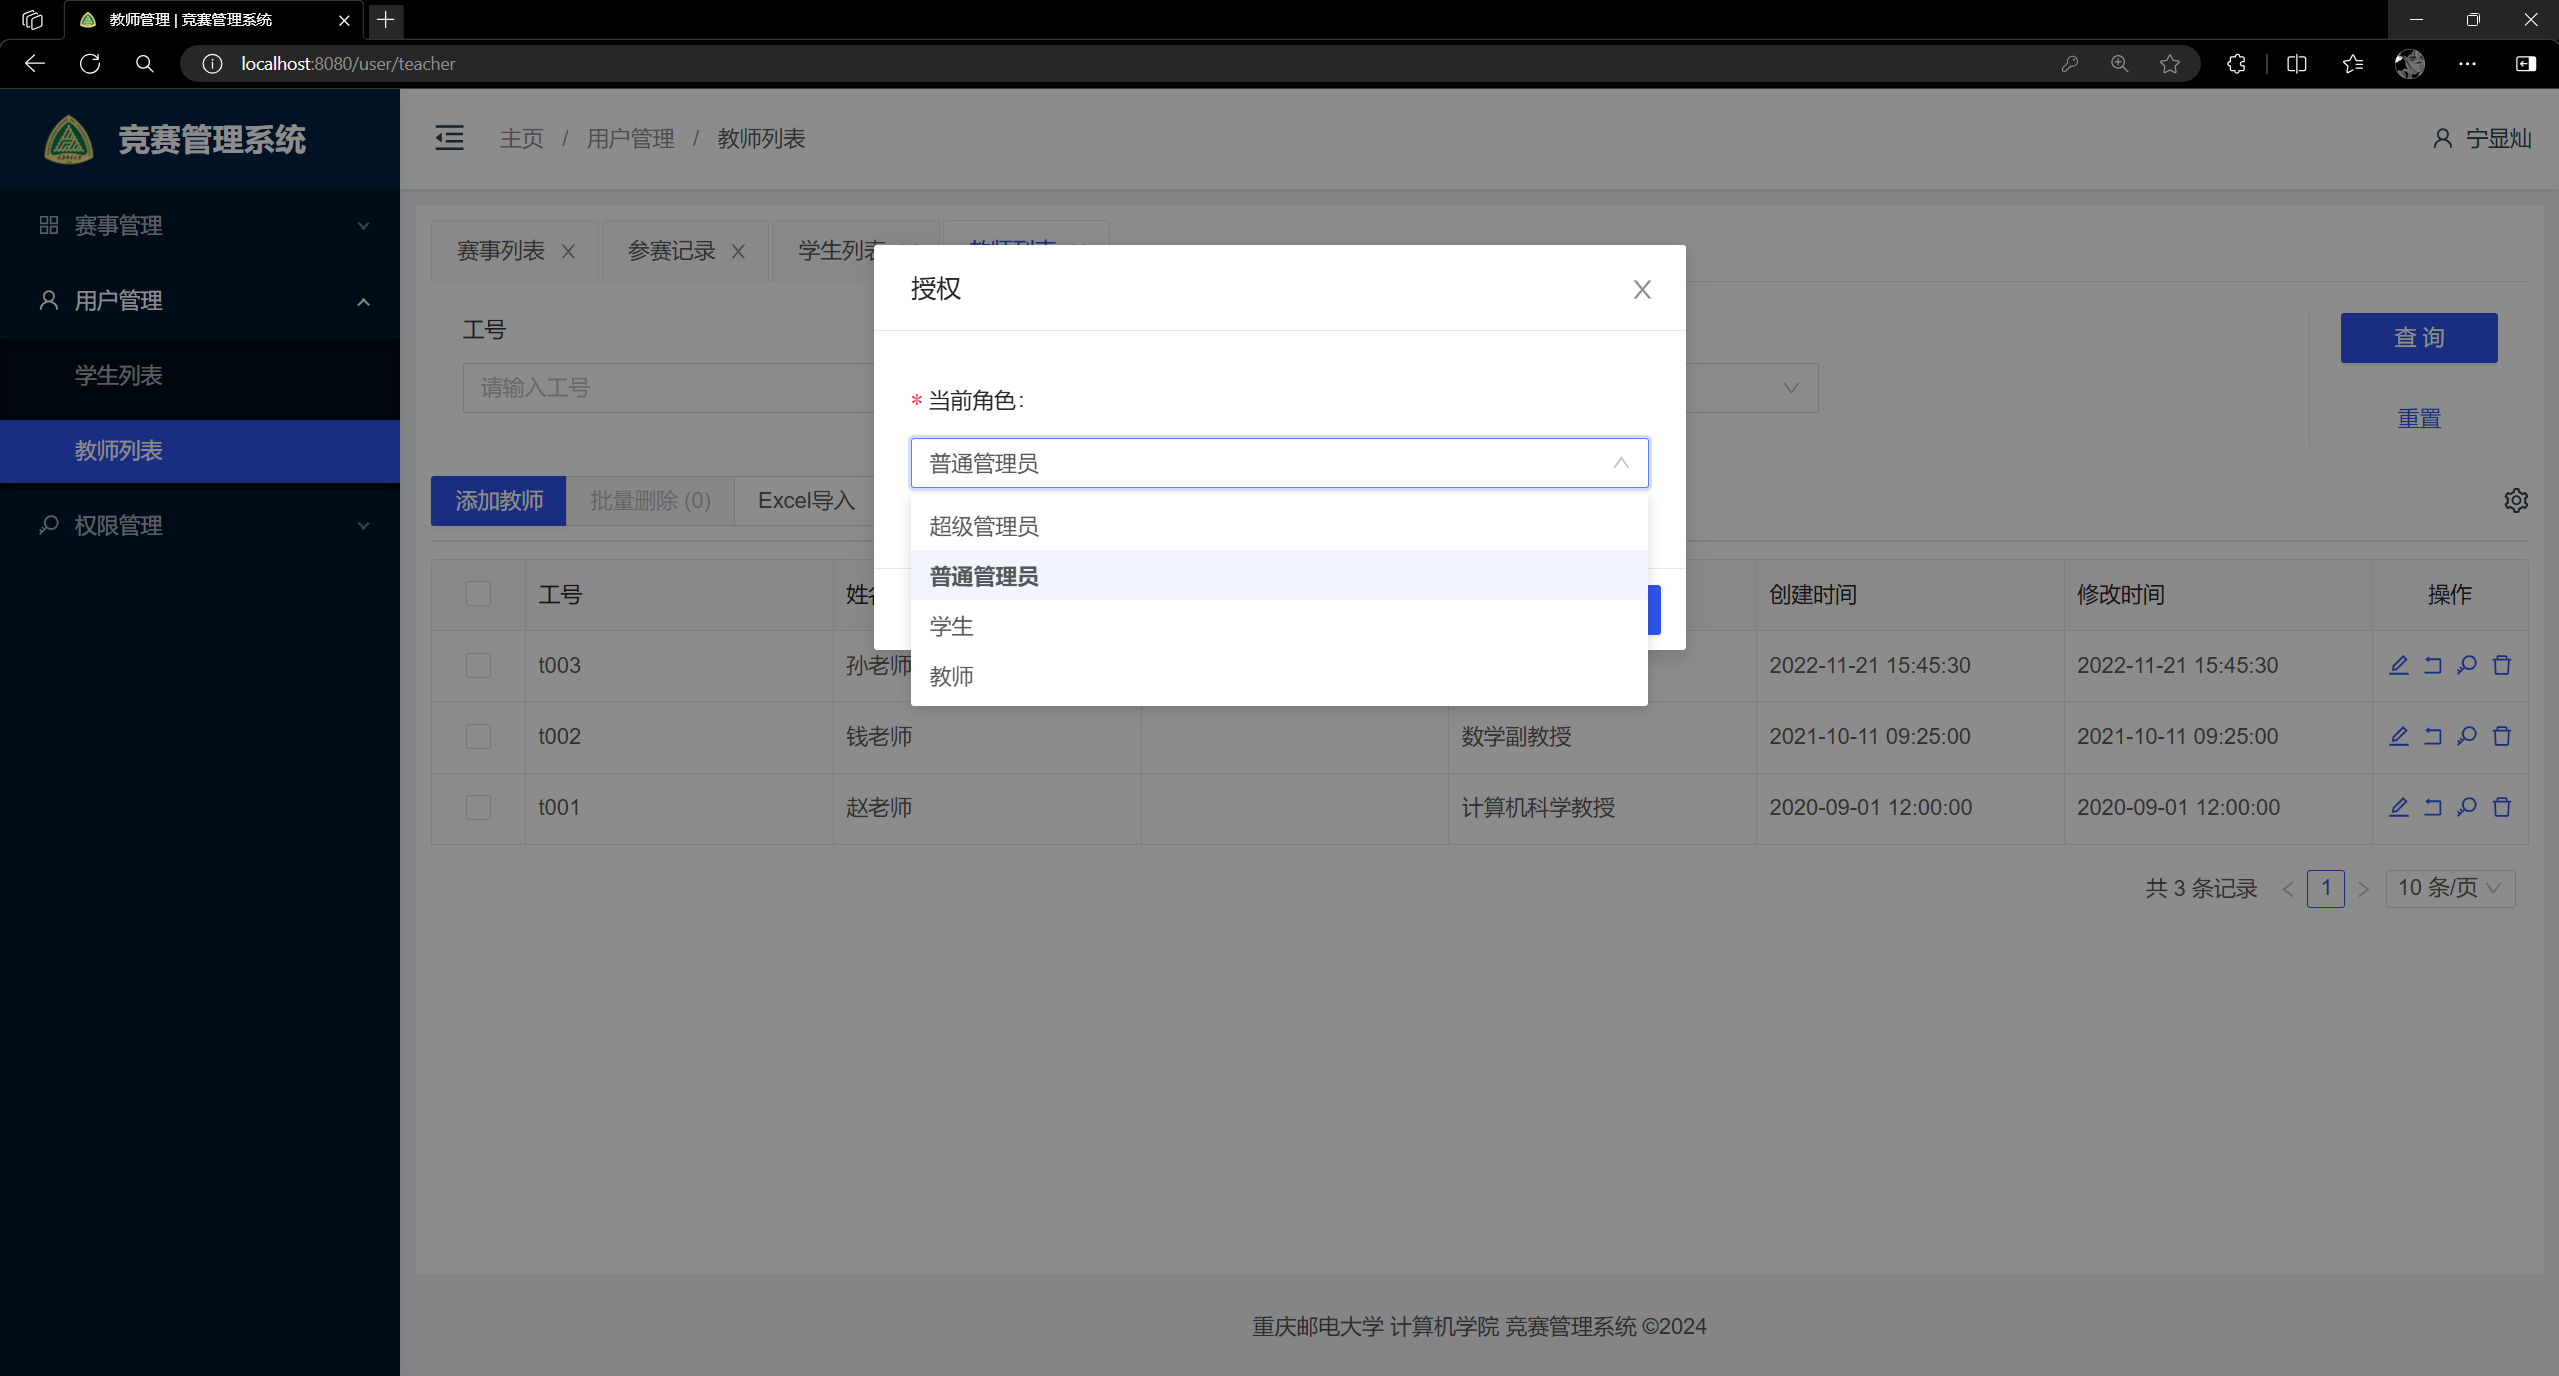 教师管理 | 竞赛管理系统
localhost:8080/user/teacher
竞赛管理系统
主页 / 用户管理 / 教师列表
宁显灿
赛事管理
用户管理
学生列表
教师列表
权限管理
赛事列表
参赛记录
学生列表
教师列表
授权
工号
请输入工号
查 询
重置
* 当前角色:
普通管理员
超级管理员
普通管理员
学生
教师
添加教师
批量删除 (0)
Excel导入
工号 姓名 创建时间 修改时间 操作
t003 孙老师 2022-11-21 15:45:30 2022-11-21 15:45:30
t002 钱老师 数学副教授 2021-10-11 09:25:00 2021-10-11 09:25:00
t001 赵老师 计算机科学教授 2020-09-01 12:00:00 2020-09-01 12:00:00
共 3 条记录 < 1 > 10 条/页
重庆邮电大学 计算机学院 竞赛管理系统 ©2024